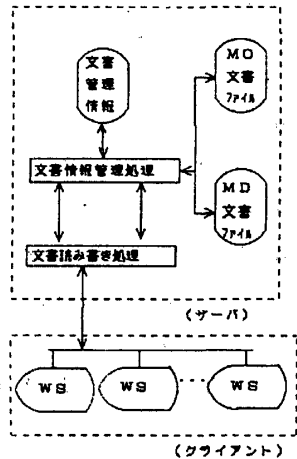 文書
管理
情報
MO
文書
ファイル
文書情報管理処理
MD
文書
ファイル
文書読み書き処理
(サーバ)
WS
WS
WS
(クライアント)